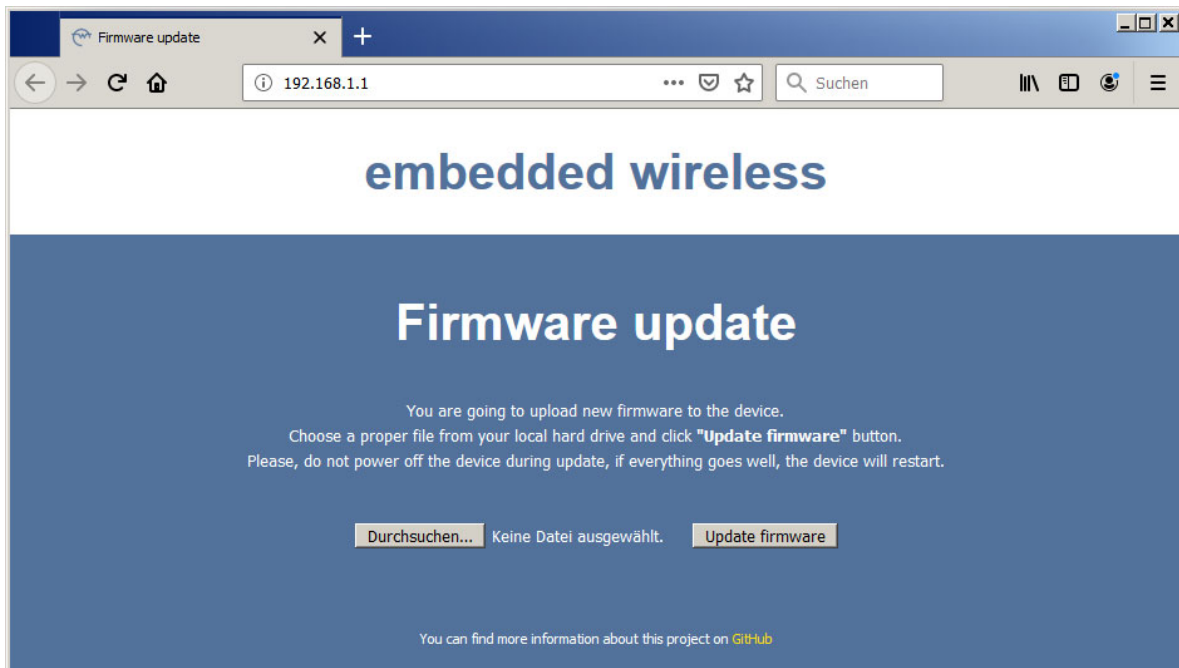 Firmware update
192.168.1.1
Suchen
embedded wireless
Firmware update
You are going to upload new firmware to the device.
Choose a proper file from your local hard drive and click "Update firmware" button.
Please, do not power off the device during update, if everything goes well, the device will restart.
Durchsuchen... Keine Datei ausgewählt. Update firmware
You can find more information about this project on GitHub